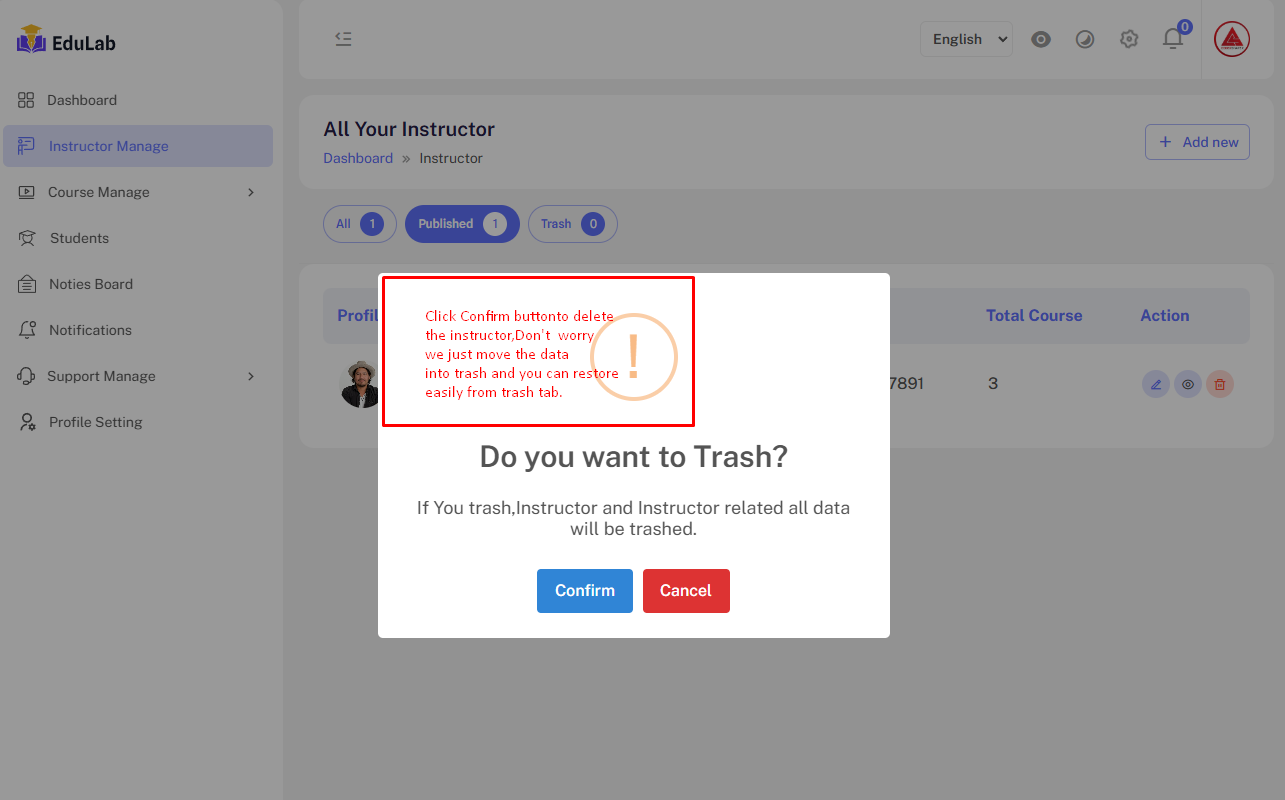 EduLab
Dashboard
Instructor Manage
Course Manage
Students
Noties Board
Notifications
Support Manage
Profile Setting
English
0
All Your Instructor
Dashboard » Instructor
+ Add new
All 1
Published 1
Trash 0
Profil
Total Course
Action
7891
3
Click Confirm buttonto delete
the instructor,Don't worry
we just move the data
into trash and you can restore
easily from trash tab.
!
Do you want to Trash?
If You trash,Instructor and Instructor related all data
will be trashed.
Confirm
Cancel